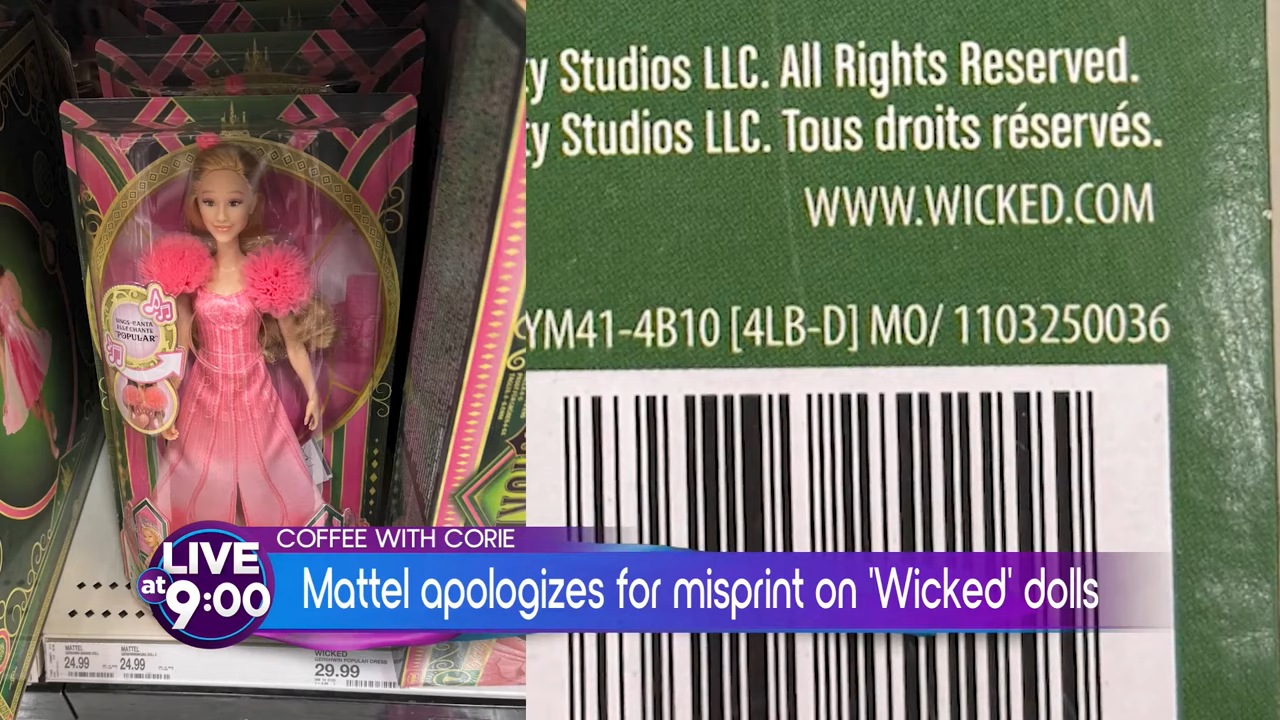 SINGS•CANTA
ELLE CHANTE
"POPULAR"
ty Studios LLC. All Rights Reserved.
ty Studios LLC. Tous droits réservés.
WWW.WICKED.COM
YM41-4B10 [4LB-D] MO/ 1103250036
COFFEE WITH CORIE
LIVE
at
9:00
Mattel apologizes for misprint on 'Wicked' dolls
MATTEL
24.99
MATTEL
24.99
WICKED
29.99